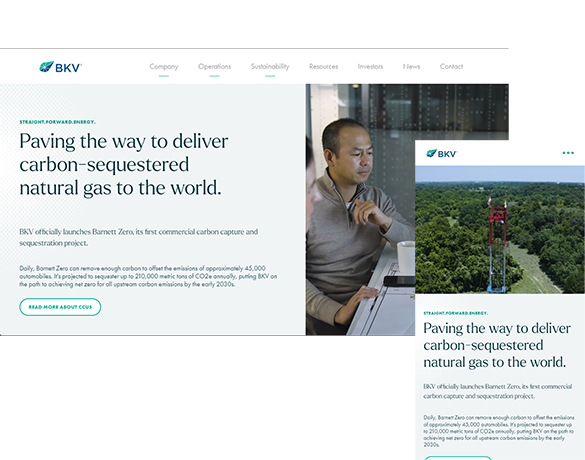 BKV
Company Operations Sustainability Resources Investors News Contact
STRAIGHT.FORWARD.ENERGY.
Paving the way to deliver
carbon-sequestered
natural gas to the world.
BKV officially launches Barnett Zero, its first commercial carbon capture and
sequestration project.
Daily, Barnett Zero can remove enough carbon to offset the emissions of approximately 45,000
automobiles. It's projected to sequester up to 210,000 metric tons of CO2e annually, putting BKV on
the path to achieving net zero for all upstream carbon emissions by the early 2030s.
READ MORE ABOUT CCUS
BKV
STRAIGHT.FORWARD.ENERGY.
Paving the way to deliver
carbon-sequestered
natural gas to the world.
BKV officially launches Barnett Zero, its first commercial
carbon capture and sequestration project.
Daily, Barnett Zero can remove enough carbon to offset the emissions
of approximately 45,000 automobiles. It's projected to sequester up
to 210,000 metric tons of CO2e annually, putting BKV on the path to
achieving net zero for all upstream carbon emissions by the early
2030s.